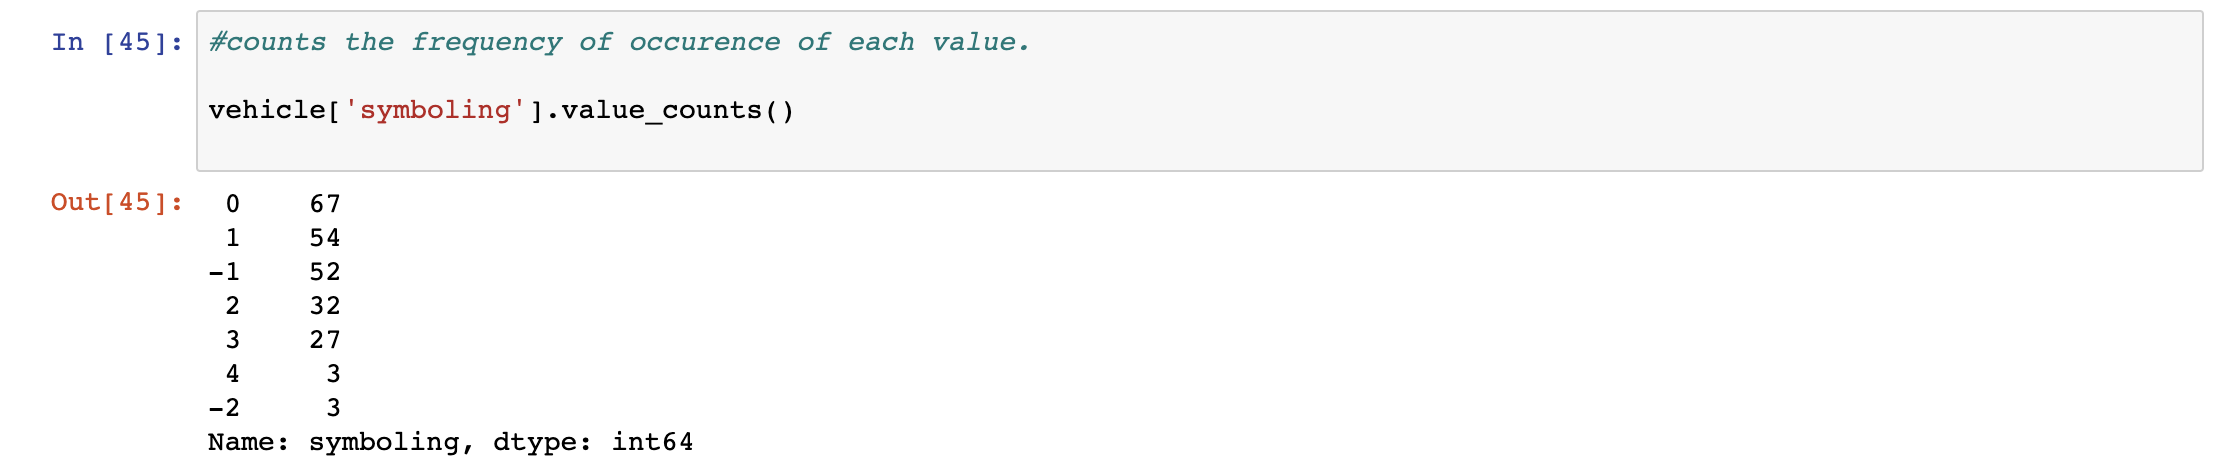 In [45]: #counts the frequency of occurence of each value.
vehicle['symboling'].value_counts()
Out[45]: 0 67
1 54
-1 52
2 32
3 27
4 3
-2 3
Name: symboling, dtype: int64